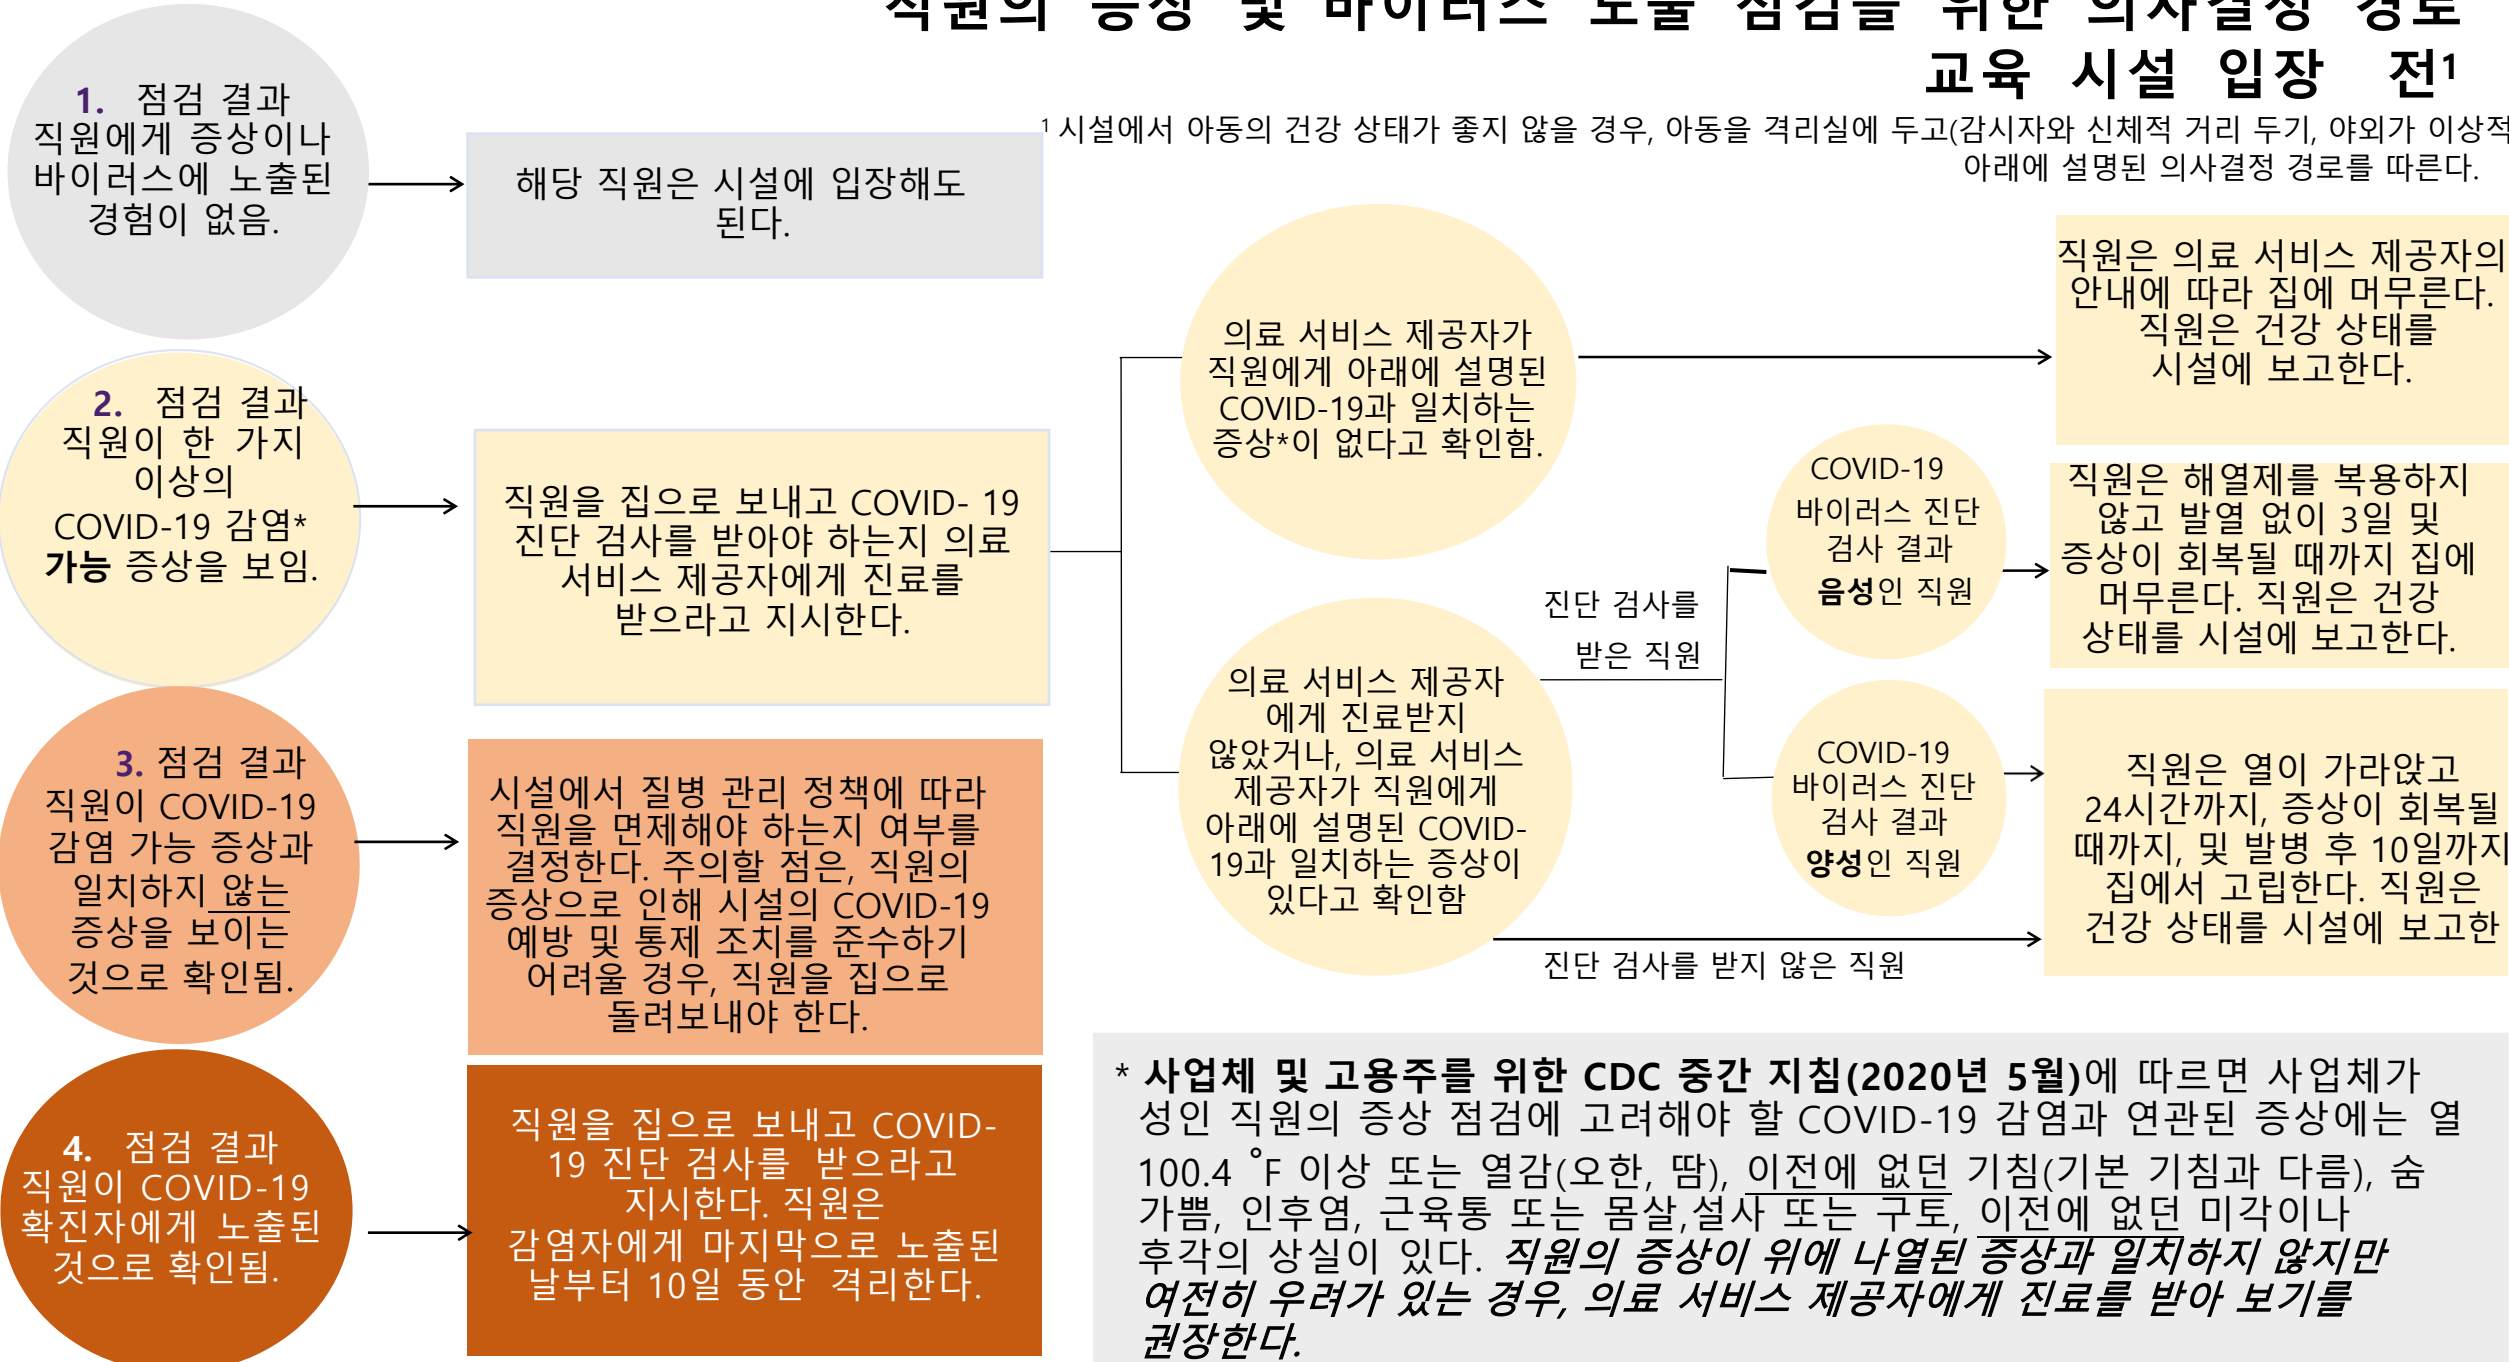 직원의 증상 및 바이러스 노출 점검을 위한 의사결정 경로
교육 시설 입장 전¹
¹ 시설에서 아동의 건강 상태가 좋지 않을 경우, 아동을 격리실에 두고(감시자와 신체적 거리 두기, 야외가 이상적
아래에 설명된 의사결정 경로를 따른다.
1. 점검 결과
직원에게 증상이나
바이러스에 노출된
경험이 없음.
해당 직원은 시설에 입장해도
된다.
2. 점검 결과
직원이 한 가지
이상의
COVID-19 감염*
가능 증상을 보임.
직원을 집으로 보내고 COVID- 19
진단 검사를 받아야 하는지 의료
서비스 제공자에게 진료를
받으라고 지시한다.
의료 서비스 제공자가
직원에게 아래에 설명된
COVID-19과 일치하는
증상*이 없다고 확인함.
직원은 의료 서비스 제공자의
안내에 따라 집에 머무른다.
직원은 건강 상태를
시설에 보고한다.
의료 서비스 제공자
에게 진료받지
않았거나, 의료 서비스
제공자가 직원에게
아래에 설명된 COVID-
19과 일치하는 증상이
있다고 확인함
진단 검사를
받은 직원
COVID-19
바이러스 진단
검사 결과
음성인 직원
직원은 해열제를 복용하지
않고 발열 없이 3일 및
증상이 회복될 때까지 집에
머무른다. 직원은 건강
상태를 시설에 보고한다.
COVID-19
바이러스 진단
검사 결과
양성인 직원
직원은 열이 가라앉고
24시간까지, 증상이 회복될
때까지, 및 발병 후 10일까지
집에서 고립한다. 직원은
건강 상태를 시설에 보고한
진단 검사를 받지 않은 직원
3. 점검 결과
직원이 COVID-19
감염 가능 증상과
일치하지 않는
증상을 보이는
것으로 확인됨.
시설에서 질병 관리 정책에 따라
직원을 면제해야 하는지 여부를
결정한다. 주의할 점은, 직원의
증상으로 인해 시설의 COVID-19
예방 및 통제 조치를 준수하기
어려울 경우, 직원을 집으로
돌려보내야 한다.
4. 점검 결과
직원이 COVID-19
확진자에게 노출된
것으로 확인됨.
직원을 집으로 보내고 COVID-
19 진단 검사를 받으라고
지시한다. 직원은
감염자에게 마지막으로 노출된
날부터 10일 동안 격리한다.
* 사업체 및 고용주를 위한 CDC 중간 지침(2020년 5월)에 따르면 사업체가
성인 직원의 증상 점검에 고려해야 할 COVID-19 감염과 연관된 증상에는 열
100.4 ˚F 이상 또는 열감(오한, 땀), 이전에 없던 기침(기본 기침과 다름), 숨
가쁨, 인후염, 근육통 또는 몸살,설사 또는 구토, 이전에 없던 미각이나
후각의 상실이 있다. 직원의 증상이 위에 나열된 증상과 일치하지 않지만
여전히 우려가 있는 경우, 의료 서비스 제공자에게 진료를 받아 보기를
권장한다.